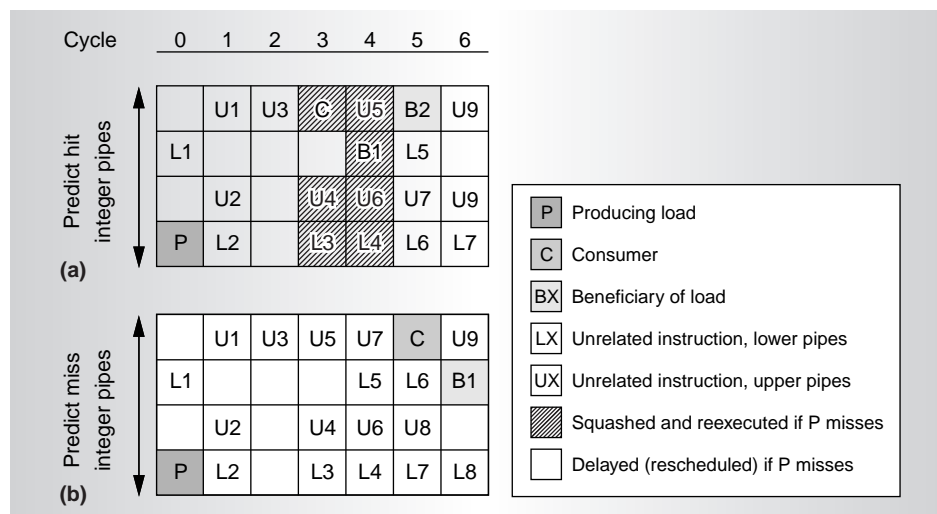 Cycle 0 1 2 3 4 5 6
Predict hit
integer pipes
U1 U3 C U5 B2 U9
L1 B1 L5
U2 U4 U6 U7 U9
P L2 L3 L4 L6 L7
(a)
Predict miss
integer pipes
U1 U3 U5 U7 C U9
L1 L5 L6 B1
U2 U4 U6 U8
P L2 L3 L4 L7 L8
(b)
P Producing load
C Consumer
BX Beneficiary of load
LX Unrelated instruction, lower pipes
UX Unrelated instruction, upper pipes
Squashed and reexecuted if P misses
Delayed (rescheduled) if P misses